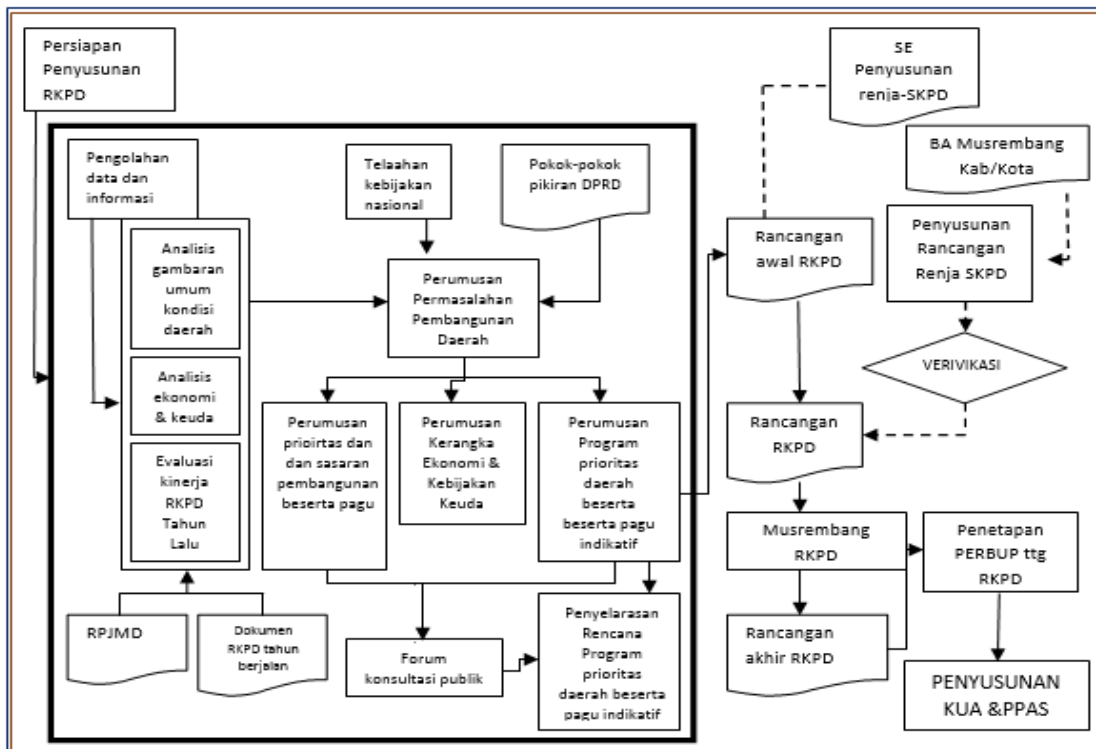 Persiapan
Penyusunan
RKPD
SE
Penyusunan
renja-SKPD
BA Musrembang
Kab/Kota
Pengolahan
data dan
informasi
Telaahan
kebijakan
nasional
Pokok-pokok
pikiran DPRD
Analisis
gambaran
umum
kondisi
daerah
Analisis
ekonomi
& keuda
Evaluasi
kinerja
RKPD
Tahun
Lalu
Perumusan
Permasalahan
Pembangunan
Daerah
Rancangan
awal RKPD
Penyusunan
Rancangan
Renja SKPD
VERIVIKASI
Perumusan
prioirtas dan
dan sasaran
pembangunan
beserta pagu
Perumusan
Kerangka
Ekonomi &
Kebijakan
Keuda
Perumusan
Program
prioritas
daerah
beserta
beserta pagu
indikatif
Rancangan
RKPD
Musrembang
RKPD
Penetapan
PERBUP ttg
RKPD
RPJMD
Dokumen
RKPD tahun
berjalan
Forum
konsultasi publik
Penyelarasan
Rencana
Program
prioritas
daerah beserta
pagu indikatif
Rancangan
akhir RKPD
PENYUSUNAN
KUA &PPAS